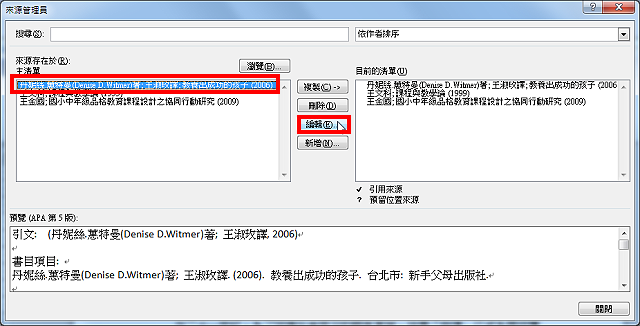 來源管理員
搜尋(S):
依作者排序
來源存在於(R):
主清單
瀏覽(B)...
目前的清單(U)
丹妮絲.蕙特曼(Denise D.Witmer)著; 王淑玫譯;教養出成功的孩子 (2006)
王文科; 課程與教學論 (1999)
王金國; 國小中年級品格教育課程設計之協同行動研究 (2009)
複製(C) ->
刪除(D)
編輯(E)...
新增(N)...
丹妮絲.蕙特曼(Denise D.Witmer)著; 王淑玫譯;教養出成功的孩子 (2006)
王文科; 課程與教學論 (1999)
王金國; 國小中年級品格教育課程設計之協同行動研究 (2009)
✓ 引用來源
? 預留位置來源
預覽 (APA 第 5 版):
引文: (丹妮絲.蕙特曼(Denise D.Witmer)著; 王淑玫譯, 2006)
書目項目:
丹妮絲.蕙特曼(Denise D.Witmer)著; 王淑玫譯. (2006). 教養出成功的孩子. 台北市: 新手父母出版社.
關閉